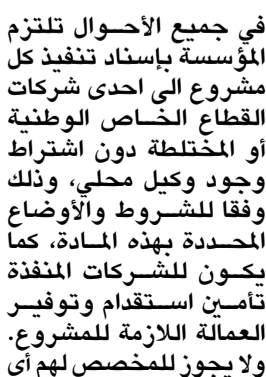 في جميع الأحوال تلتزم
المؤسسة بإسناد تنفيذ كل
مشروع الى احدى شركات
القطاع الخاص الوطنية
أو المختلطة دون اشتراط
وجود وكيل محلي، وذلك
وفقا للشروط والأوضاع
المحددة بهذه المادة، كما
يكون للشركات المنفذة
تأمين استقدام وتوفير
العمالة اللازمة للمشروع.
ولا يجوز للمخصص لهم أي